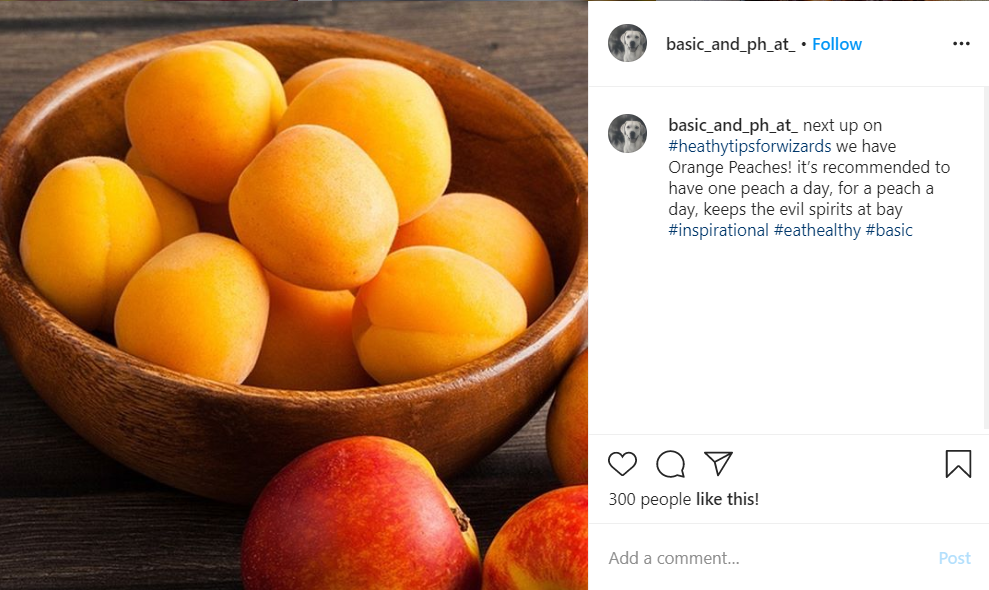 basic_and_ph_at_ • Follow
basic_and_ph_at_ next up on
#heathytipsforwizards we have
Orange Peaches! it's recommended to
have one peach a day, for a peach a
day, keeps the evil spirits at bay
#inspirational #eathealthy #basic
300 people like this!
Add a comment... Post